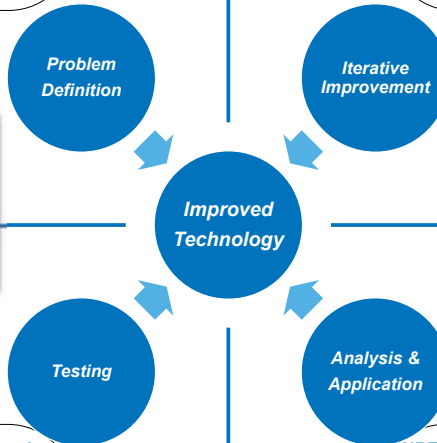 Problem
Definition
Iterative
Improvement
Improved
Technology
Testing
Analysis &
Application